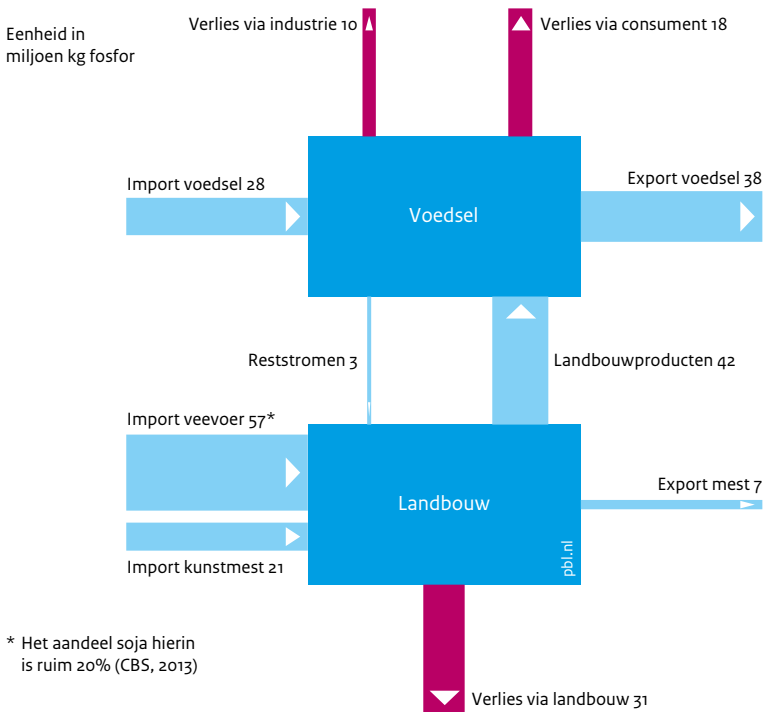 Eenheid in
miljoen kg fosfor
Verlies via industrie 10
Verlies via consument 18
Import voedsel 28
Voedsel
Export voedsel 38
Reststromen 3
Landbouwproducten 42
Import veevoer 57*
Landbouw
Export mest 7
Import kunstmest 21
pbl.nl
* Het aandeel soja hierin
is ruim 20% (CBS, 2013)
Verlies via landbouw 31